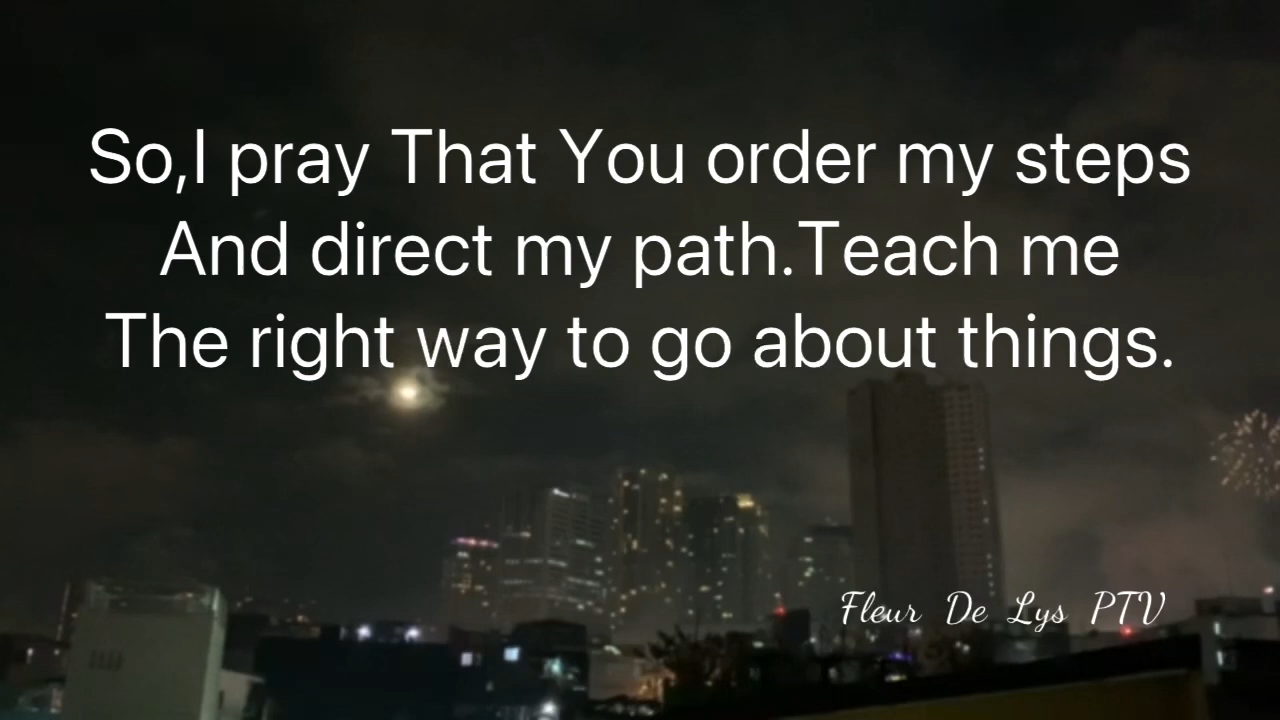 So,I pray That You order my steps
And direct my path.Teach me
The right way to go about things.
Fleur De Lys PTV